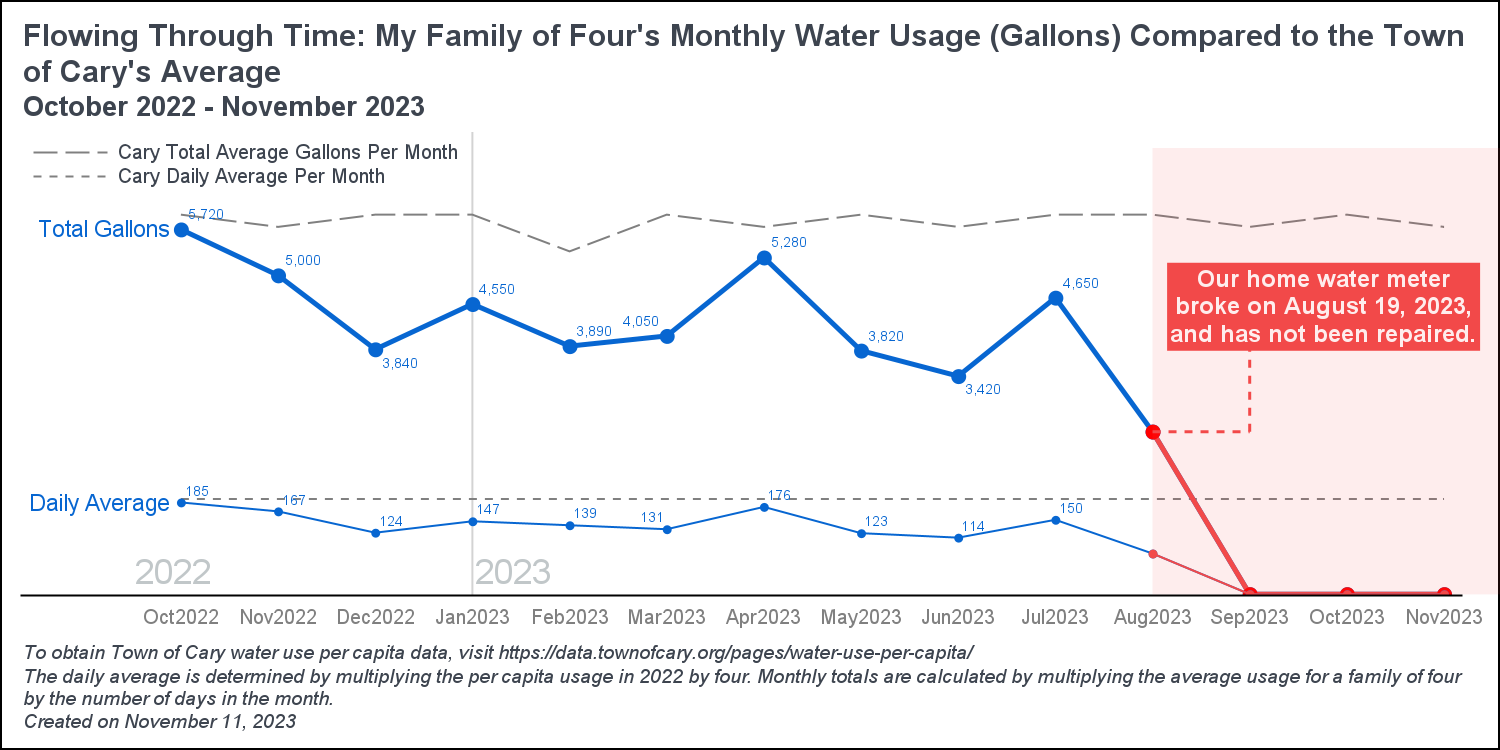 Flowing Through Time: My Family of Four's Monthly Water Usage (Gallons) Compared to the Town
of Cary's Average
October 2022 - November 2023
Cary Total Average Gallons Per Month
Cary Daily Average Per Month
Total Gallons
5,720
5,000
3,840
4,550
3,890
4,050
5,280
3,820
3,420
4,650
Our home water meter
broke on August 19, 2023,
and has not been repaired.
Daily Average
185
167
124
147
139
131
176
123
114
150
2022
2023
Oct2022
Nov2022
Dec2022
Jan2023
Feb2023
Mar2023
Apr2023
May2023
Jun2023
Jul2023
Aug2023
Sep2023
Oct2023
Nov2023
To obtain Town of Cary water use per capita data, visit https://data.townofcary.org/pages/water-use-per-capita/
The daily average is determined by multiplying the per capita usage in 2022 by four. Monthly totals are calculated by multiplying the average usage for a family of four
by the number of days in the month.
Created on November 11, 2023